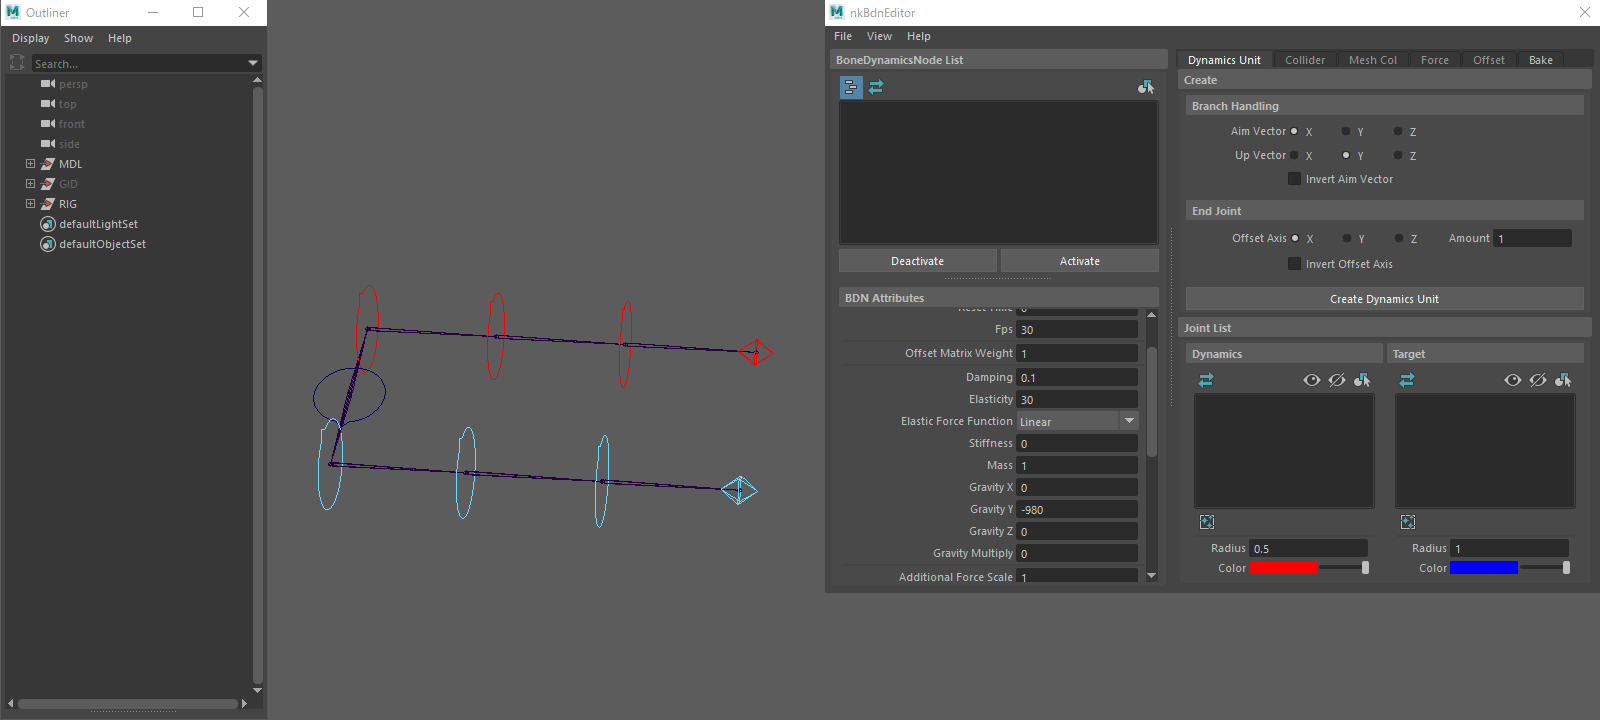 Outliner
Display Show Help
Search...
persp
top
front
side
MDL
GID
RIG
defaultLightSet
defaultObjectSet
nkBdnEditor
File View Help
BoneDynamicsNode List
Deactivate Activate
BDN Attributes
Reset Time 0
Fps 30
Offset Matrix Weight 1
Damping 0.1
Elasticity 30
Elastic Force Function Linear
Stiffness 0
Mass 1
Gravity X 0
Gravity Y -980
Gravity Z 0
Gravity Multiply 0
Additional Force Scale 1
Dynamics Unit Collider Mesh Col Force Offset Bake
Create
Branch Handling
Aim Vector X Y Z
Up Vector X Y Z
Invert Aim Vector
End Joint
Offset Axis X Y Z Amount 1
Invert Offset Axis
Create Dynamics Unit
Joint List
Dynamics Target
Radius 0.5 Radius 1
Color Color